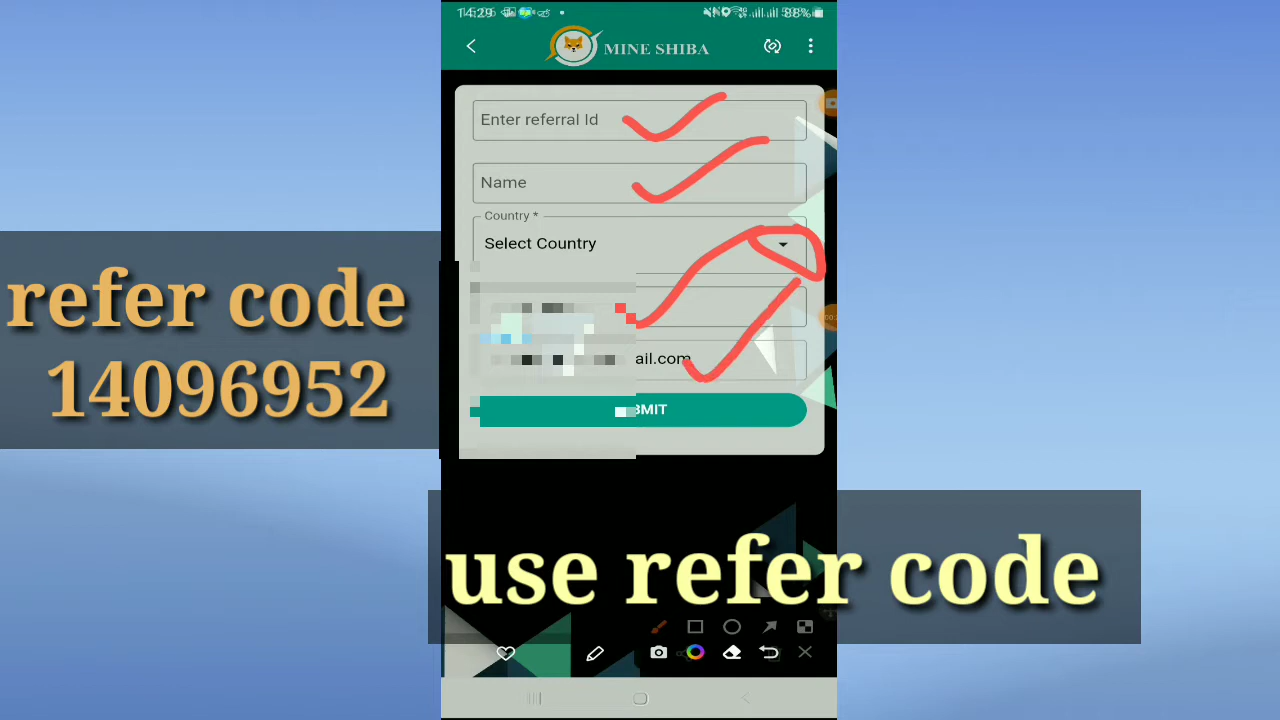 14:29
88%
MINE SHIBA
Enter referral Id
Name
Country *
Select Country
ail.com
MIT
refer code
14096952
use refer code